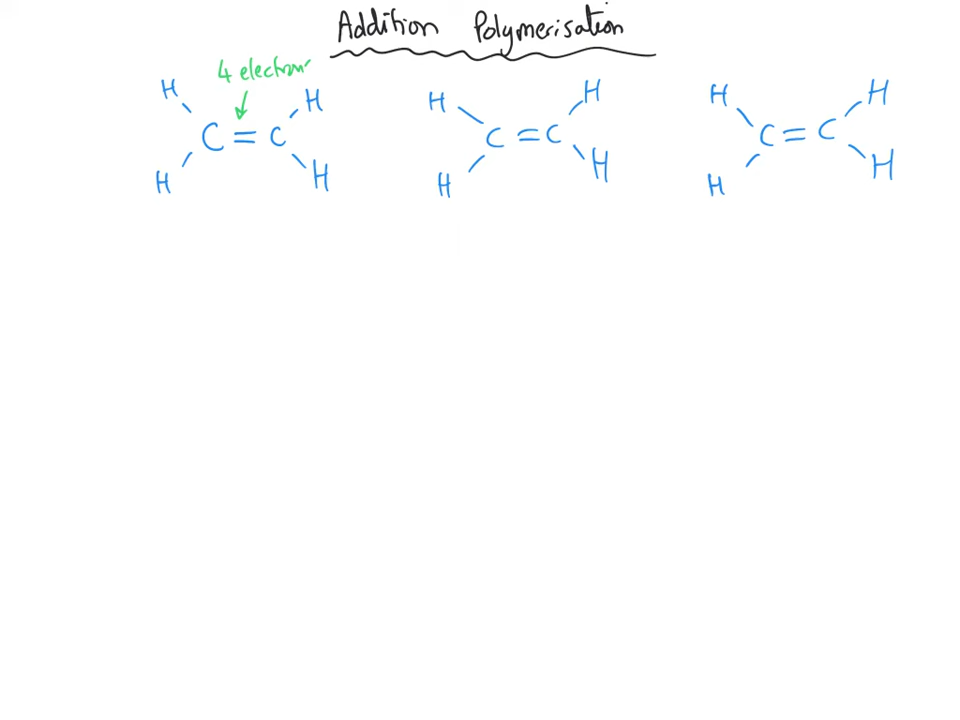 Addition Polymerisation
4 electrons
H H H H H H
C = C C = C C = C
H H H H H H